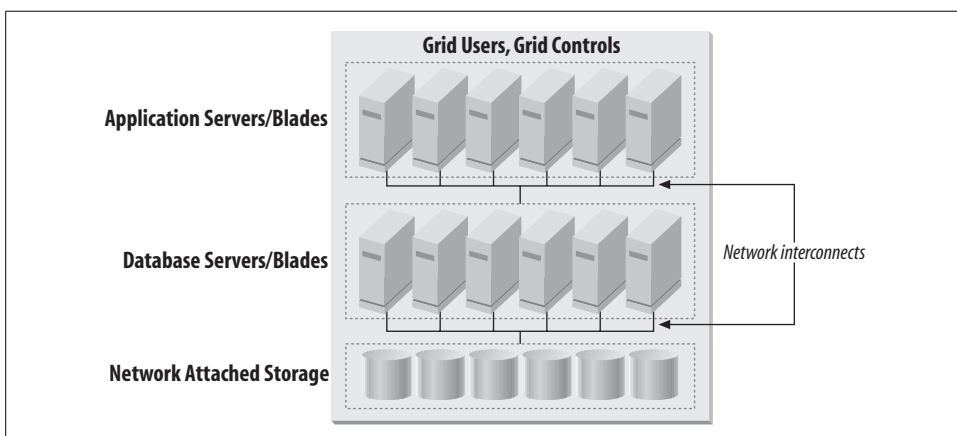 Grid Users, Grid Controls
Application Servers/Blades
Database Servers/Blades
Network interconnects
Network Attached Storage